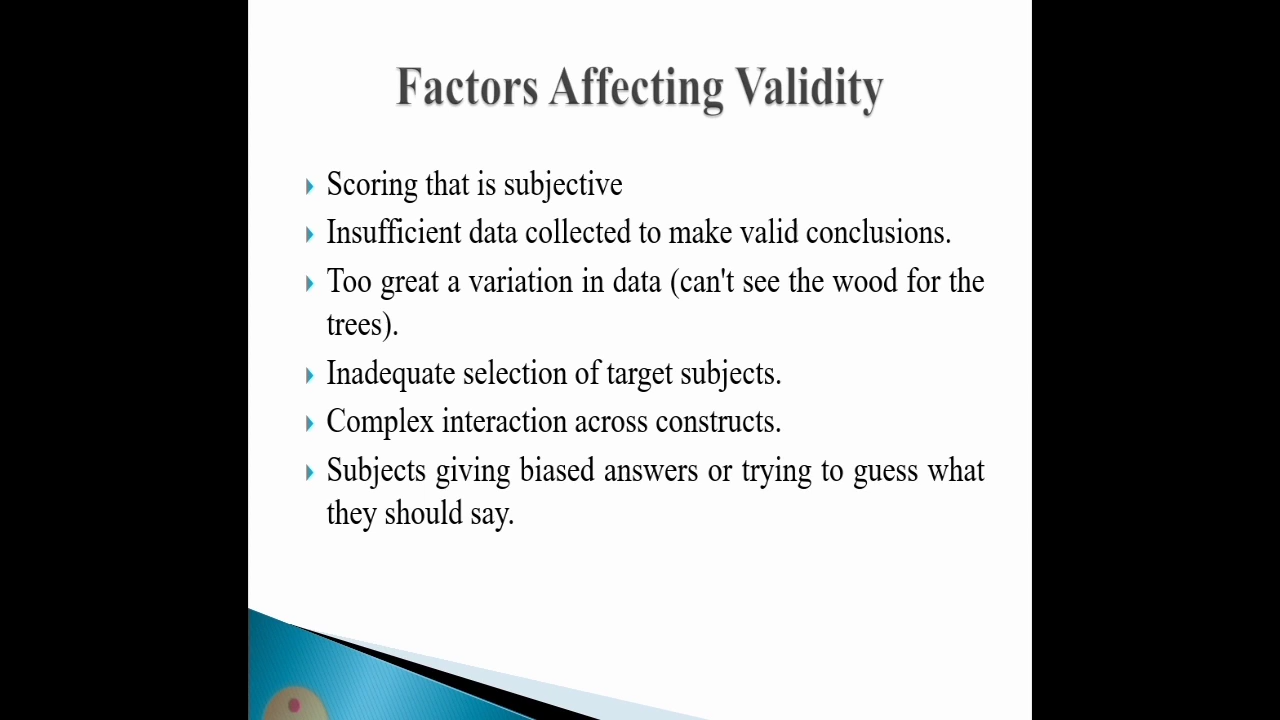 Factors Affecting Validity
Scoring that is subjective
Insufficient data collected to make valid conclusions.
Too great a variation in data (can't see the wood for the
trees).
Inadequate selection of target subjects.
Complex interaction across constructs.
Subjects giving biased answers or trying to guess what
they should say.